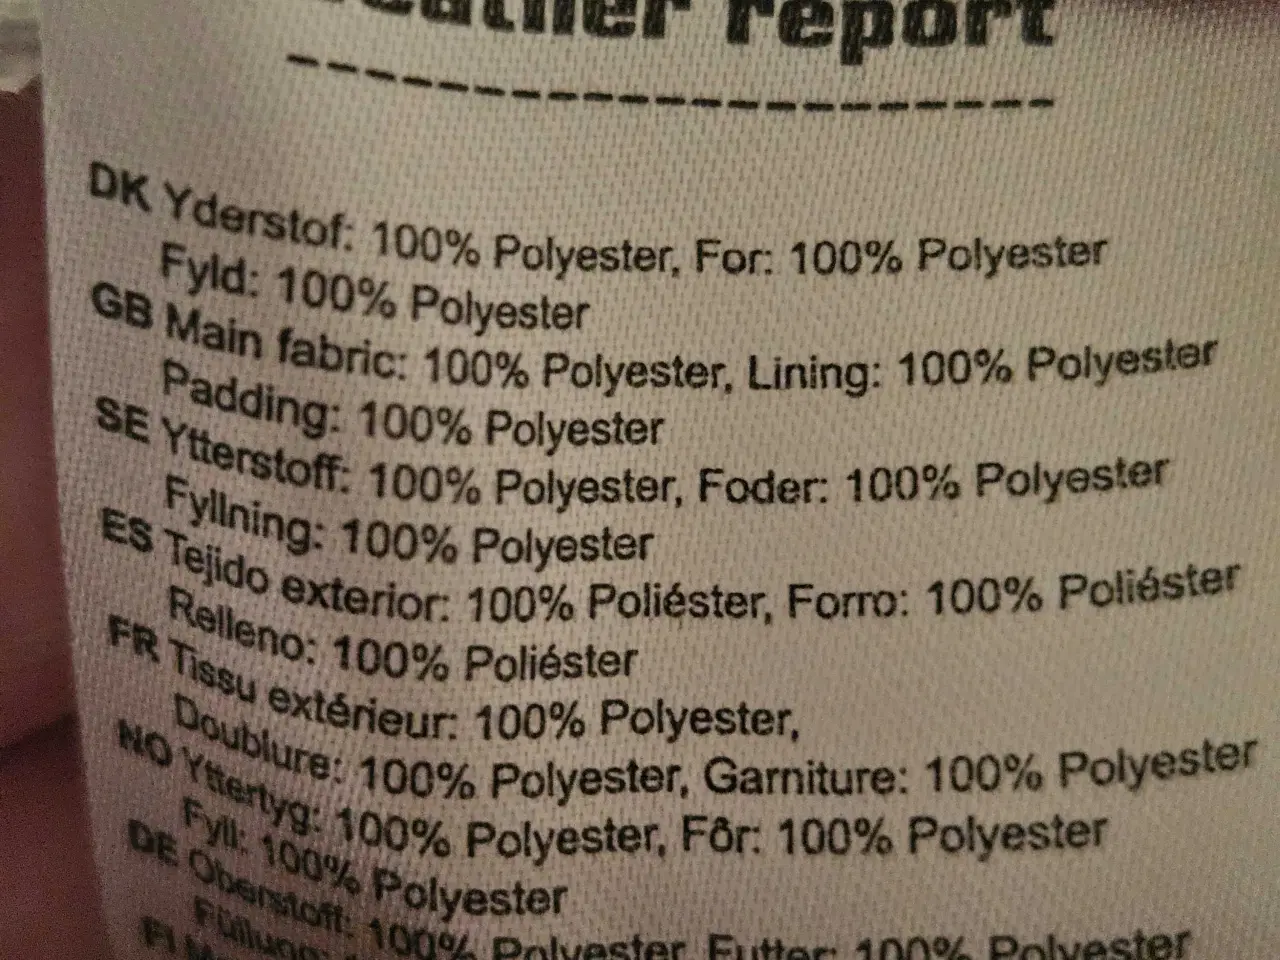 report
DK Yderstof: 100% Polyester, For: 100% Polyester
Fyld: 100% Polyester
GB Main fabric: 100% Polyester, Lining: 100% Polyester
Padding: 100% Polyester
SE Ytterstoff: 100% Polyester, Foder: 100% Polyester
Fyllning: 100% Polyester
ES Tejido exterior: 100% Poliéster, Forro: 100% Poliéster
Relleno: 100% Poliéster
FR Tissu extérieur: 100% Polyester,
Doublure: 100% Polyester, Garniture: 100% Polyester
NO Yttertyg: 100% Polyester, Fôr: 100% Polyester
Fyll: 100% Polyester
DE Oberstoff: 100% Polyester, Futter: 100% Polyester
Füllung:
FI